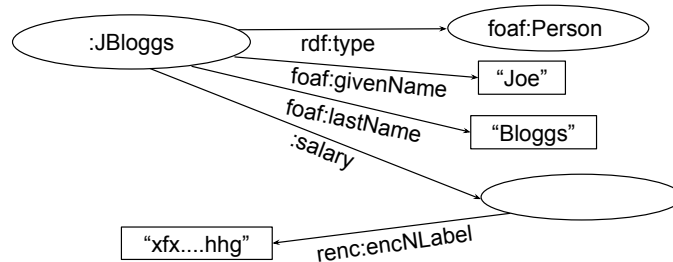 :JBloggs
rdf:type
foaf:Person
foaf:givenName
“Joe”
foaf:lastName
“Bloggs”
:salary
“xfx....hhg”
renc:encNLabel